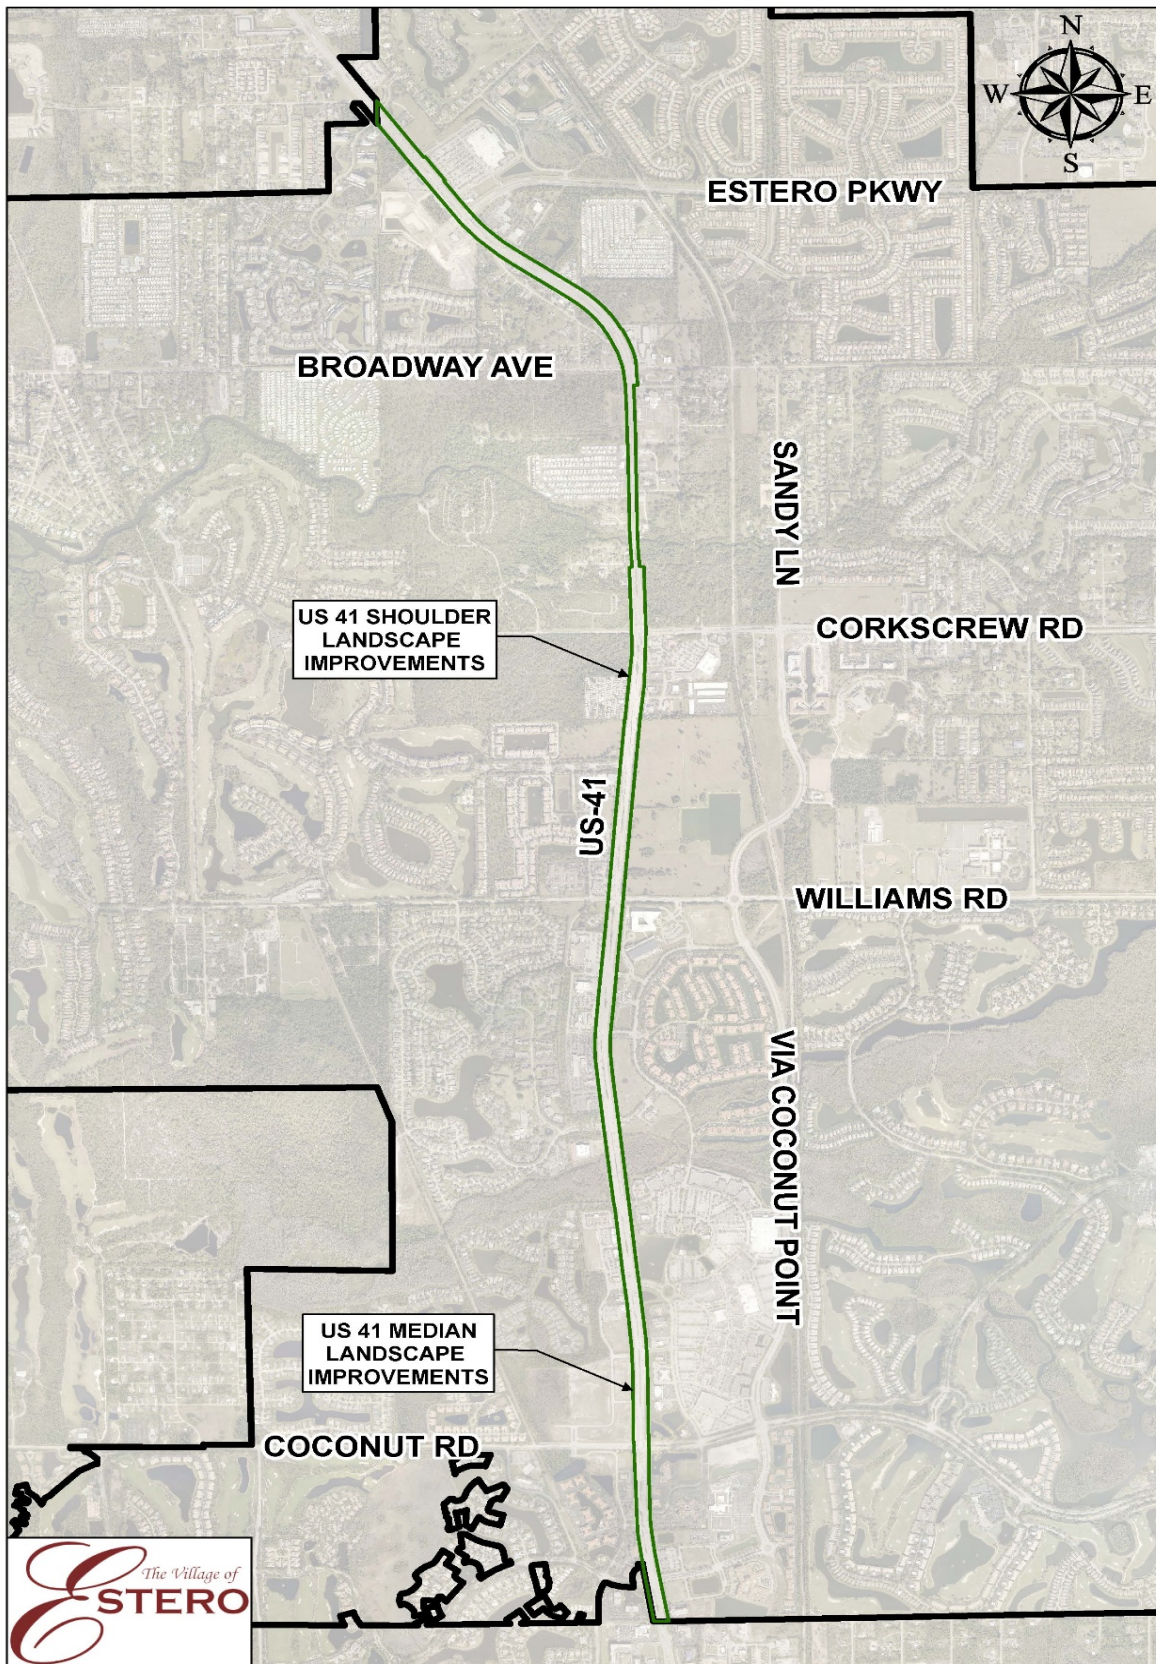 N
W E
S
ESTERO PKWY
BROADWAY AVE
SANDY LN
US 41 SHOULDER
LANDSCAPE
IMPROVEMENTS
CORKSCREW RD
US-41
WILLIAMS RD
VIA COCONUT POINT
US 41 MEDIAN
LANDSCAPE
IMPROVEMENTS
COCONUT RD
The Village of
ESTERO